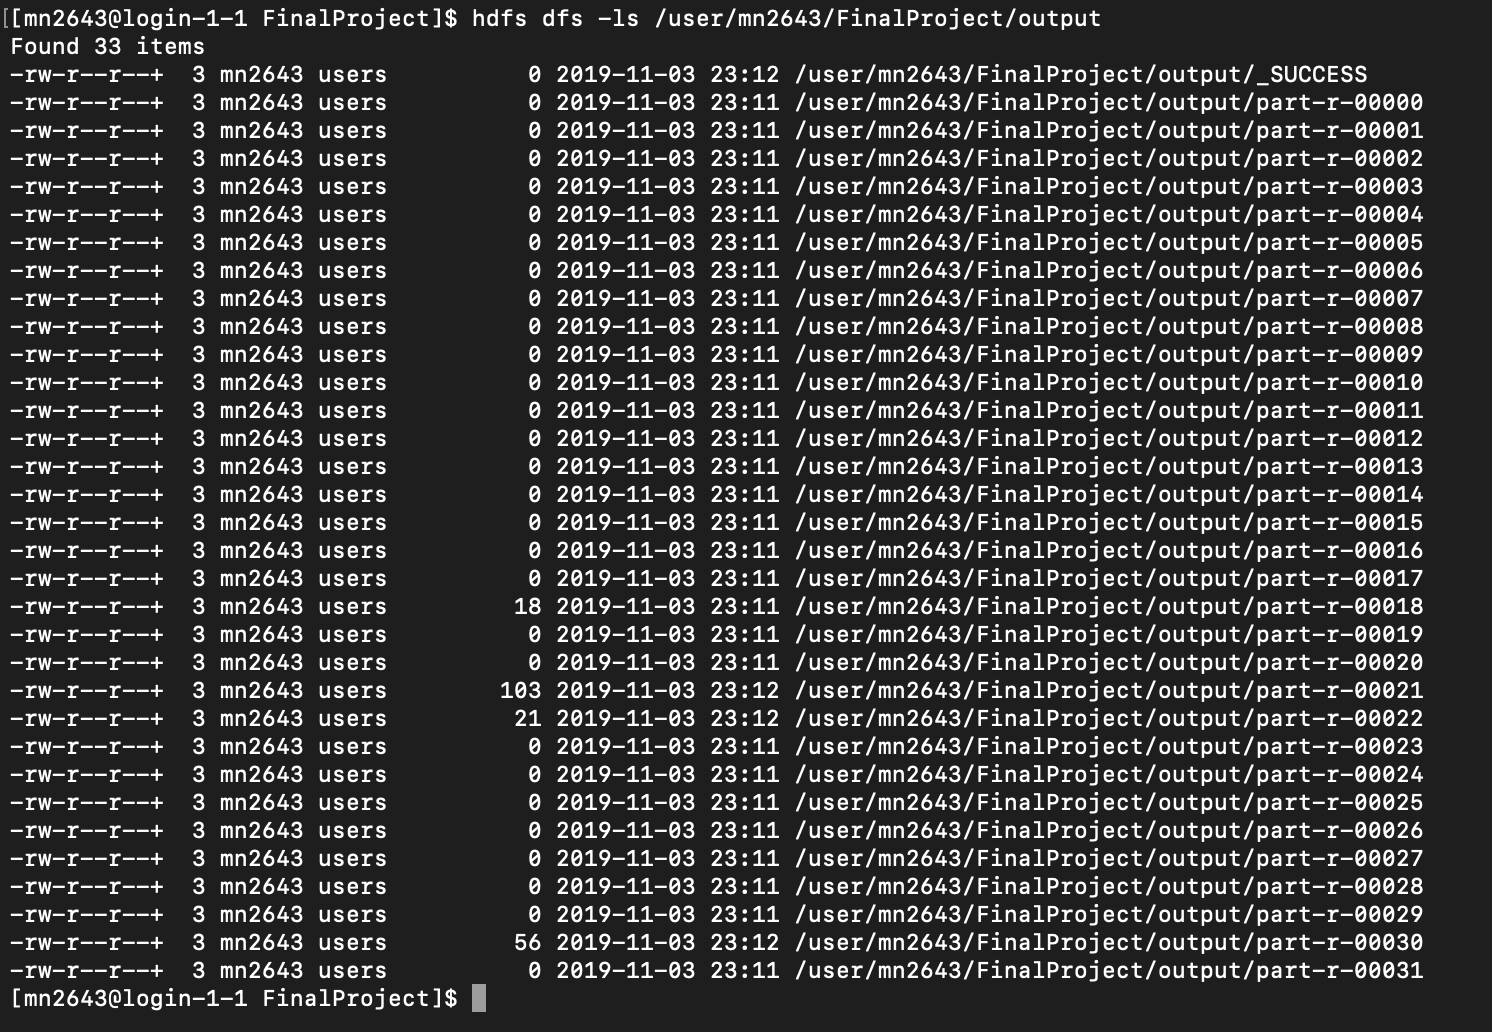 [[mn2643@login-1-1 FinalProject]$ hdfs dfs -ls /user/mn2643/FinalProject/output
Found 33 items
-rw-r--r--+  3 mn2643 users          0 2019-11-03 23:12 /user/mn2643/FinalProject/output/_SUCCESS
-rw-r--r--+  3 mn2643 users          0 2019-11-03 23:11 /user/mn2643/FinalProject/output/part-r-00000
-rw-r--r--+  3 mn2643 users          0 2019-11-03 23:11 /user/mn2643/FinalProject/output/part-r-00001
-rw-r--r--+  3 mn2643 users          0 2019-11-03 23:11 /user/mn2643/FinalProject/output/part-r-00002
-rw-r--r--+  3 mn2643 users          0 2019-11-03 23:11 /user/mn2643/FinalProject/output/part-r-00003
-rw-r--r--+  3 mn2643 users          0 2019-11-03 23:11 /user/mn2643/FinalProject/output/part-r-00004
-rw-r--r--+  3 mn2643 users          0 2019-11-03 23:11 /user/mn2643/FinalProject/output/part-r-00005
-rw-r--r--+  3 mn2643 users          0 2019-11-03 23:11 /user/mn2643/FinalProject/output/part-r-00006
-rw-r--r--+  3 mn2643 users          0 2019-11-03 23:11 /user/mn2643/FinalProject/output/part-r-00007
-rw-r--r--+  3 mn2643 users          0 2019-11-03 23:11 /user/mn2643/FinalProject/output/part-r-00008
-rw-r--r--+  3 mn2643 users          0 2019-11-03 23:11 /user/mn2643/FinalProject/output/part-r-00009
-rw-r--r--+  3 mn2643 users          0 2019-11-03 23:11 /user/mn2643/FinalProject/output/part-r-00010
-rw-r--r--+  3 mn2643 users          0 2019-11-03 23:11 /user/mn2643/FinalProject/output/part-r-00011
-rw-r--r--+  3 mn2643 users          0 2019-11-03 23:11 /user/mn2643/FinalProject/output/part-r-00012
-rw-r--r--+  3 mn2643 users          0 2019-11-03 23:11 /user/mn2643/FinalProject/output/part-r-00013
-rw-r--r--+  3 mn2643 users          0 2019-11-03 23:11 /user/mn2643/FinalProject/output/part-r-00014
-rw-r--r--+  3 mn2643 users          0 2019-11-03 23:11 /user/mn2643/FinalProject/output/part-r-00015
-rw-r--r--+  3 mn2643 users          0 2019-11-03 23:11 /user/mn2643/FinalProject/output/part-r-00016
-rw-r--r--+  3 mn2643 users          0 2019-11-03 23:11 /user/mn2643/FinalProject/output/part-r-00017
-rw-r--r--+  3 mn2643 users         18 2019-11-03 23:11 /user/mn2643/FinalProject/output/part-r-00018
-rw-r--r--+  3 mn2643 users          0 2019-11-03 23:11 /user/mn2643/FinalProject/output/part-r-00019
-rw-r--r--+  3 mn2643 users          0 2019-11-03 23:11 /user/mn2643/FinalProject/output/part-r-00020
-rw-r--r--+  3 mn2643 users        103 2019-11-03 23:12 /user/mn2643/FinalProject/output/part-r-00021
-rw-r--r--+  3 mn2643 users         21 2019-11-03 23:12 /user/mn2643/FinalProject/output/part-r-00022
-rw-r--r--+  3 mn2643 users          0 2019-11-03 23:11 /user/mn2643/FinalProject/output/part-r-00023
-rw-r--r--+  3 mn2643 users          0 2019-11-03 23:11 /user/mn2643/FinalProject/output/part-r-00024
-rw-r--r--+  3 mn2643 users          0 2019-11-03 23:11 /user/mn2643/FinalProject/output/part-r-00025
-rw-r--r--+  3 mn2643 users          0 2019-11-03 23:11 /user/mn2643/FinalProject/output/part-r-00026
-rw-r--r--+  3 mn2643 users          0 2019-11-03 23:11 /user/mn2643/FinalProject/output/part-r-00027
-rw-r--r--+  3 mn2643 users          0 2019-11-03 23:11 /user/mn2643/FinalProject/output/part-r-00028
-rw-r--r--+  3 mn2643 users          0 2019-11-03 23:11 /user/mn2643/FinalProject/output/part-r-00029
-rw-r--r--+  3 mn2643 users         56 2019-11-03 23:12 /user/mn2643/FinalProject/output/part-r-00030
-rw-r--r--+  3 mn2643 users          0 2019-11-03 23:11 /user/mn2643/FinalProject/output/part-r-00031
[mn2643@login-1-1 FinalProject]$